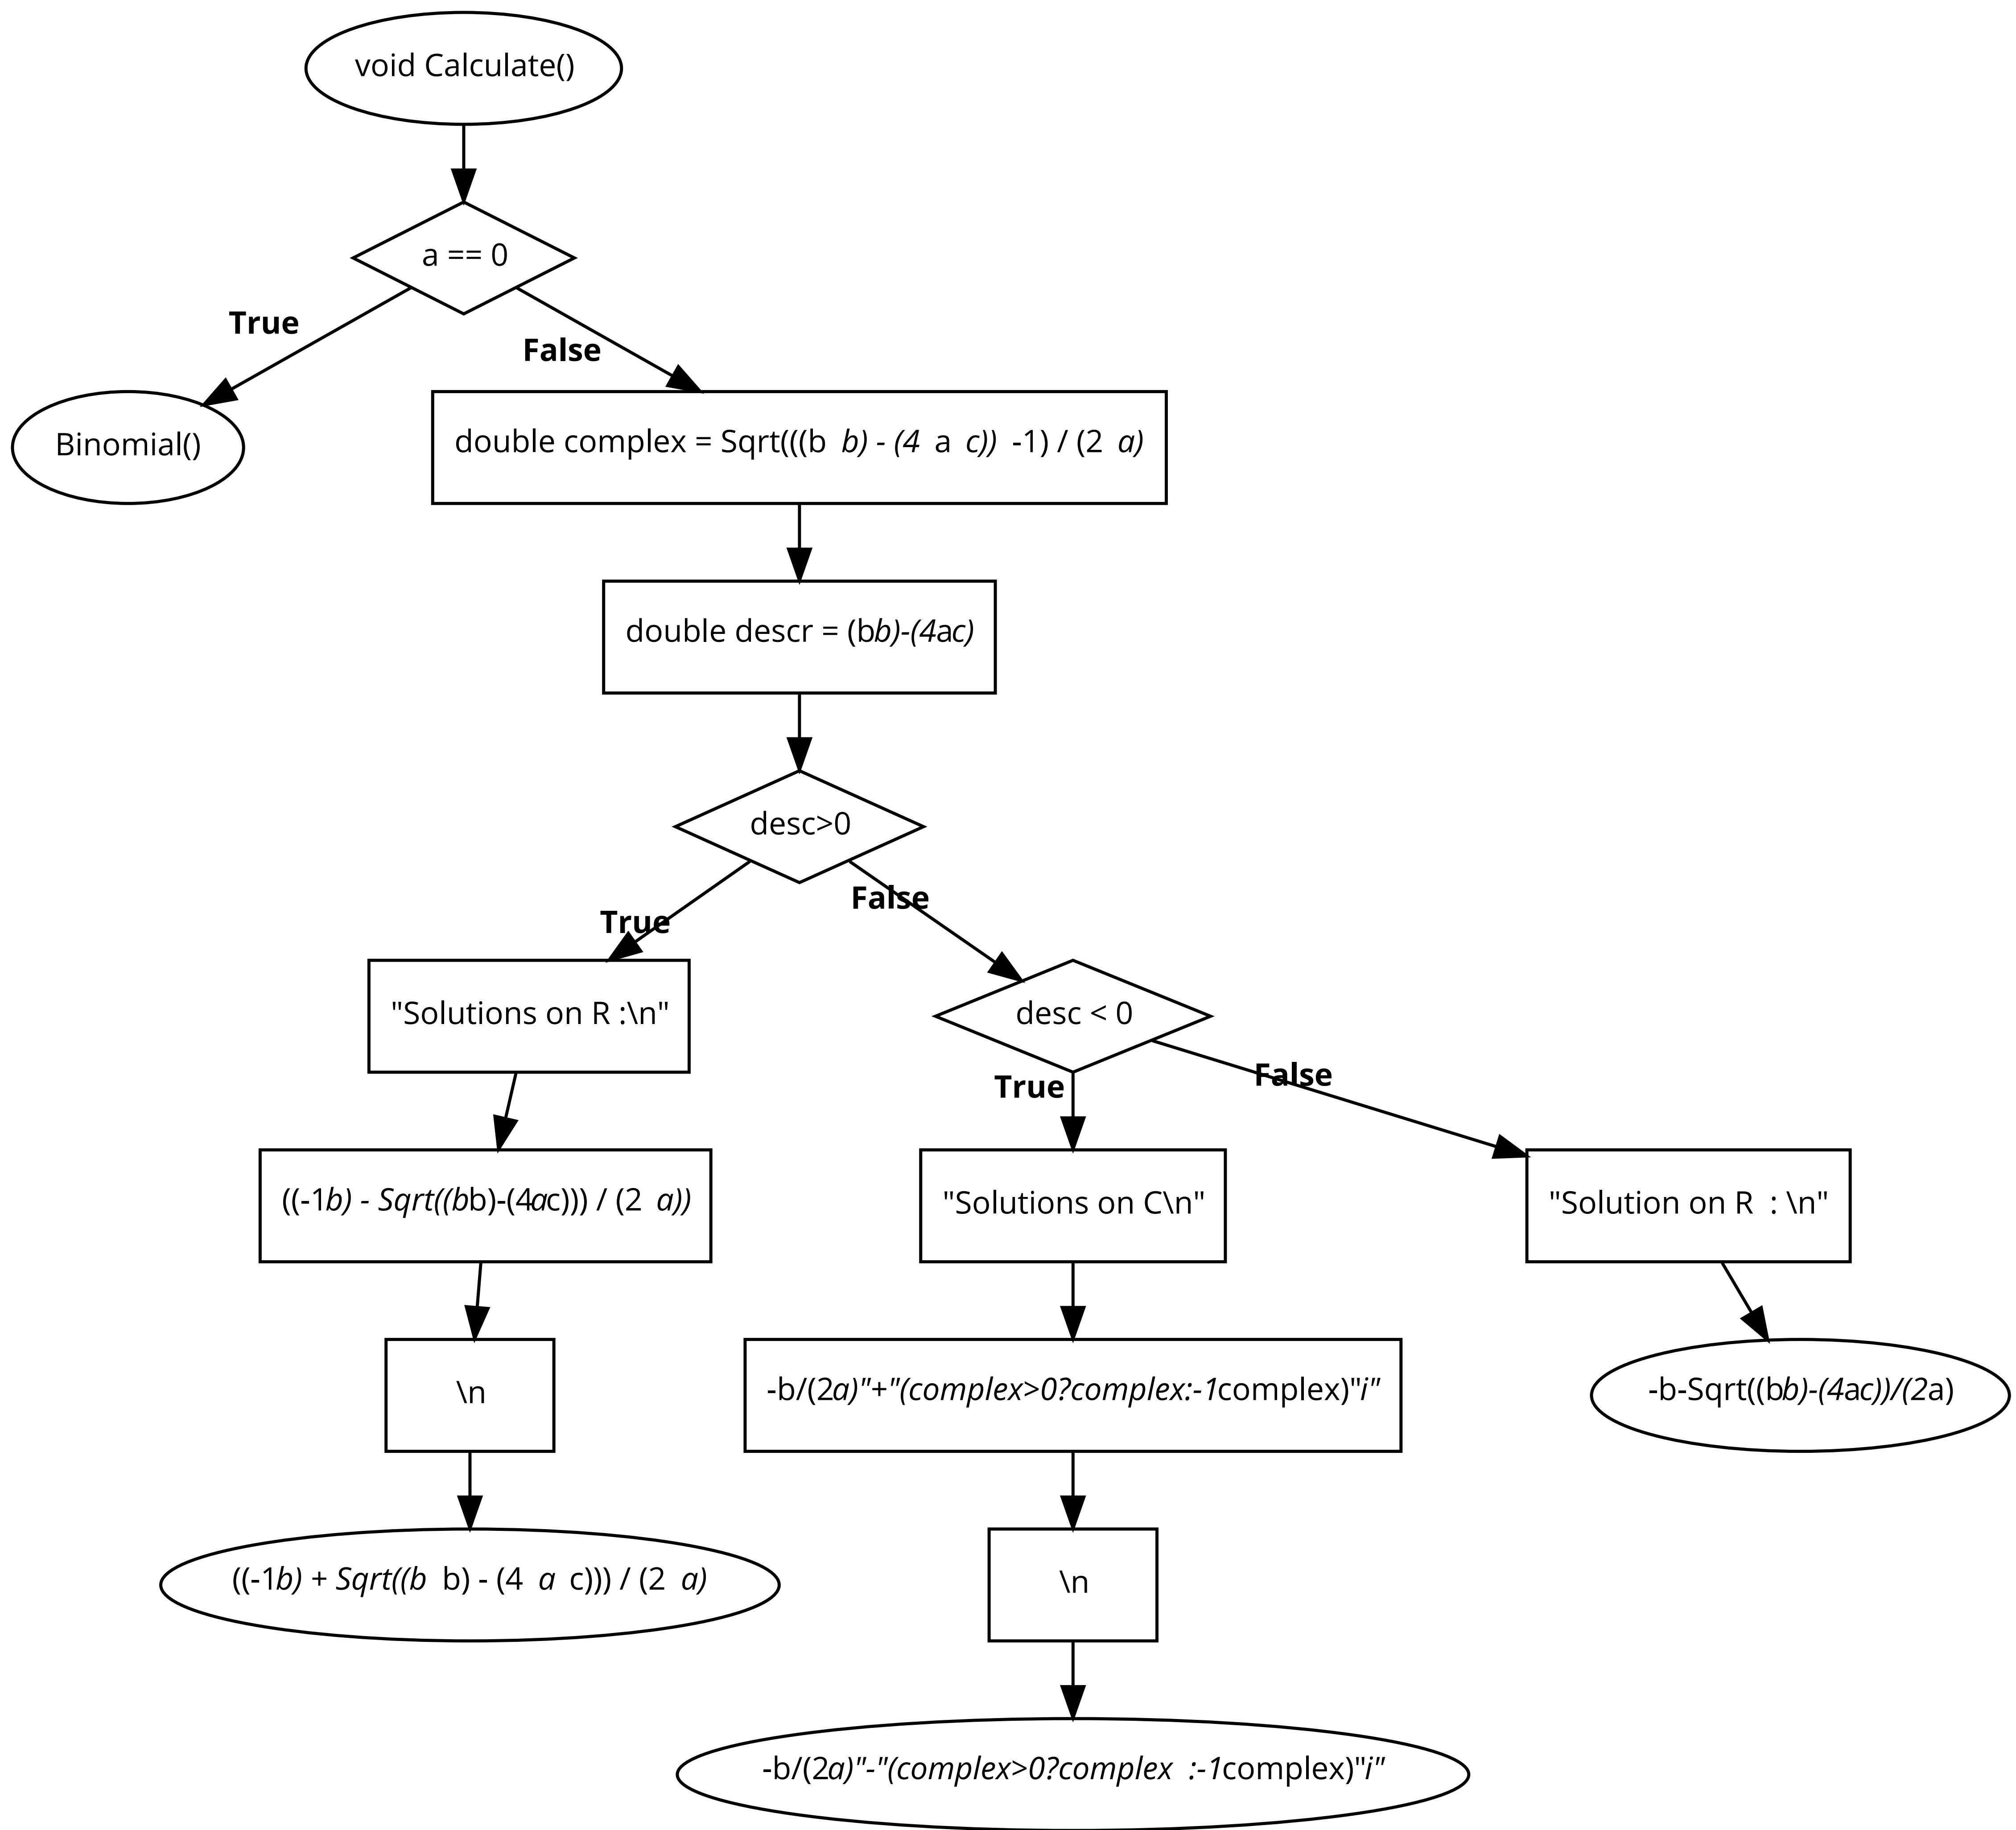 void Calculate()
a == 0
True
False
Binomial()
double complex = Sqrt(((b b) - (4 a c)) -1) / (2 a)
double descr = (bb)-(4ac)
desc>0
True
False
"Solutions on R :\n"
desc < 0
True
False
((-1b) - Sqrt((bb)-(4ac))) / (2 a))
"Solutions on C\n"
"Solution on R : \n"
\n
-b/(2a)"+"(complex>0?complex:-1complex)"i"
-b-Sqrt((bb)-(4ac))/(2a)
((-1b) + Sqrt((b b) - (4 a c))) / (2 a)
\n
-b/(2a)"-"(complex>0?complex :-1complex)"i"